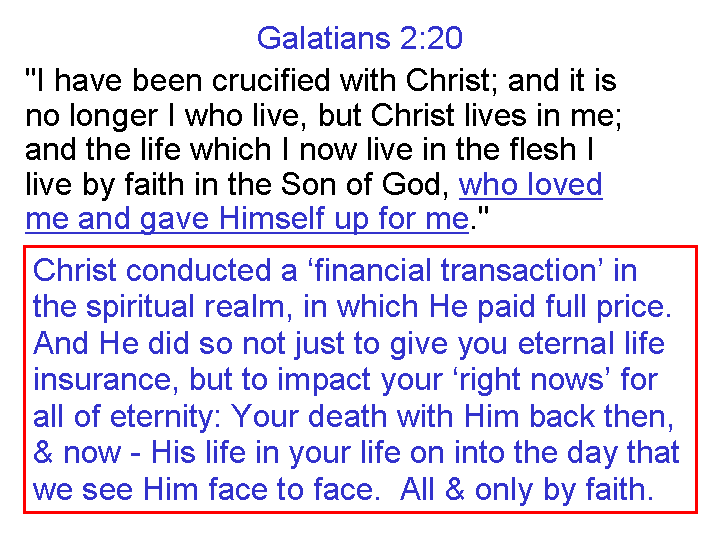 Galatians 2:20
"I have been crucified with Christ; and it is
no longer I who live, but Christ lives in me;
and the life which I now live in the flesh I
live by faith in the Son of God, who loved
me and gave Himself up for me."
Christ conducted a ‘financial transaction’ in
the spiritual realm, in which He paid full price.
And He did so not just to give you eternal life
insurance, but to impact your ‘right nows’ for
all of eternity: Your death with Him back then,
& now - His life in your life on into the day that
we see Him face to face.  All & only by faith.